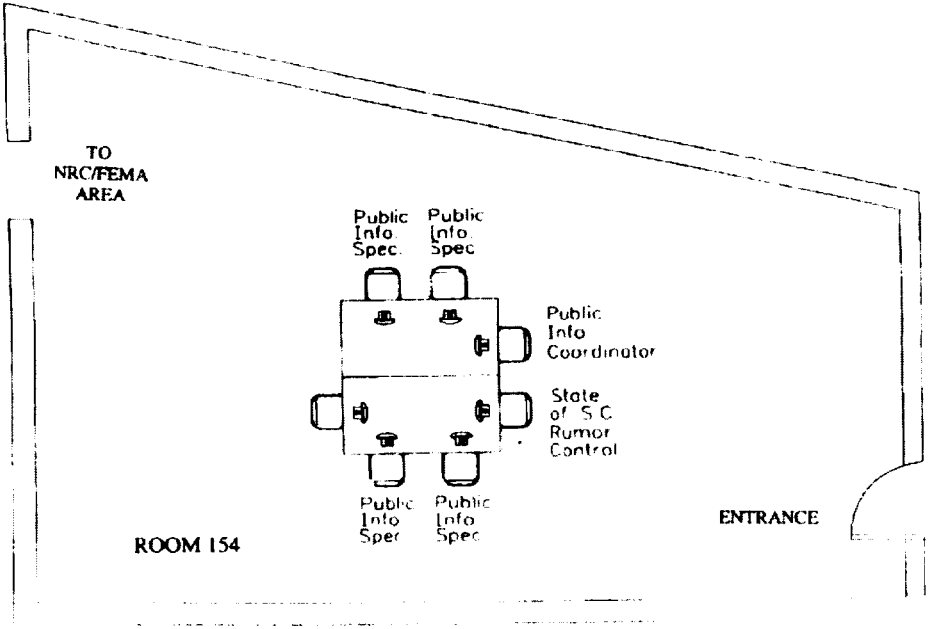 TO
NRC/FEMA
AREA
Public
Info.
Spec.
Public
Info.
Spec
Public
Info
Coordinator
State
of S C
Rumor
Control
Public
Info
Spec
Public
Info
Spec
ENTRANCE
ROOM 154